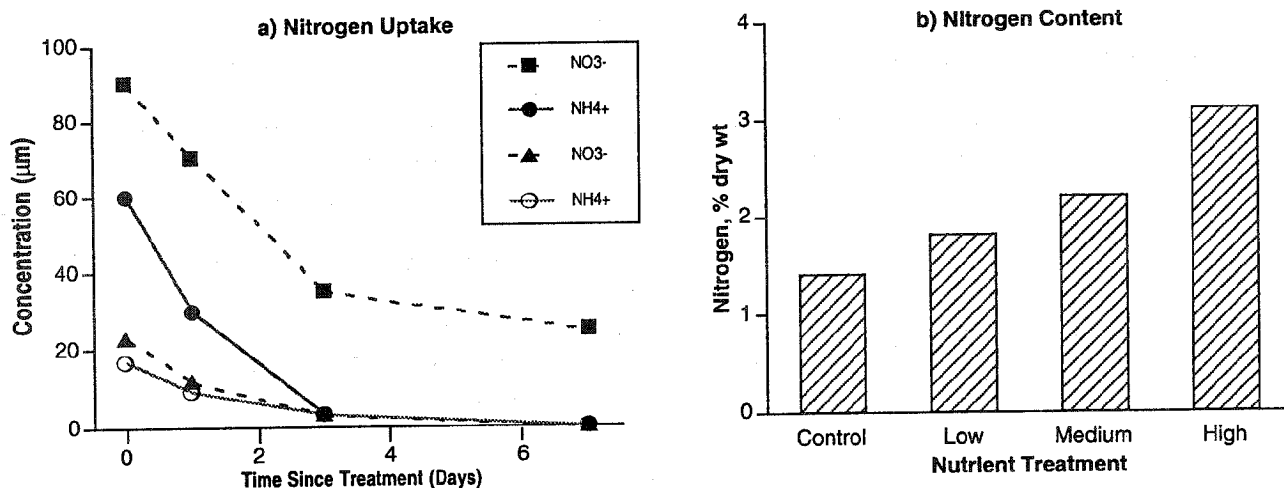 a) Nitrogen Uptake
100
80
60
40
20
0
Concentration (μm)
0 2 4 6
Time Since Treatment (Days)
NO3-
NH4+
NO3-
NH4+
b) Nitrogen Content
4
3
2
1
0
Nitrogen, % dry wt
Control Low Medium High
Nutrient Treatment